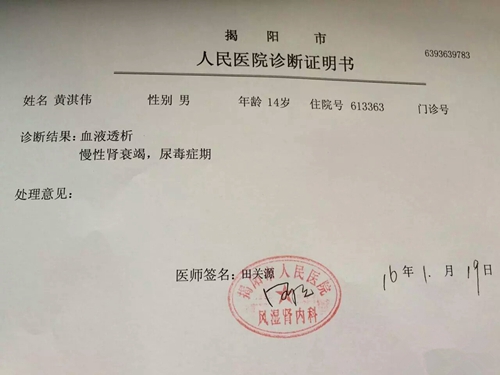 揭阳市
6393639783
人民医院诊断证明书
姓名 黄淇伟 性别 男 年龄 14岁 住院号 613363 门诊号
诊断结果：血液透析
慢性肾衰竭，尿毒症期
处理意见：
医师签名：田关源
16年1.月19日
揭阳市人民医院
风湿肾内科